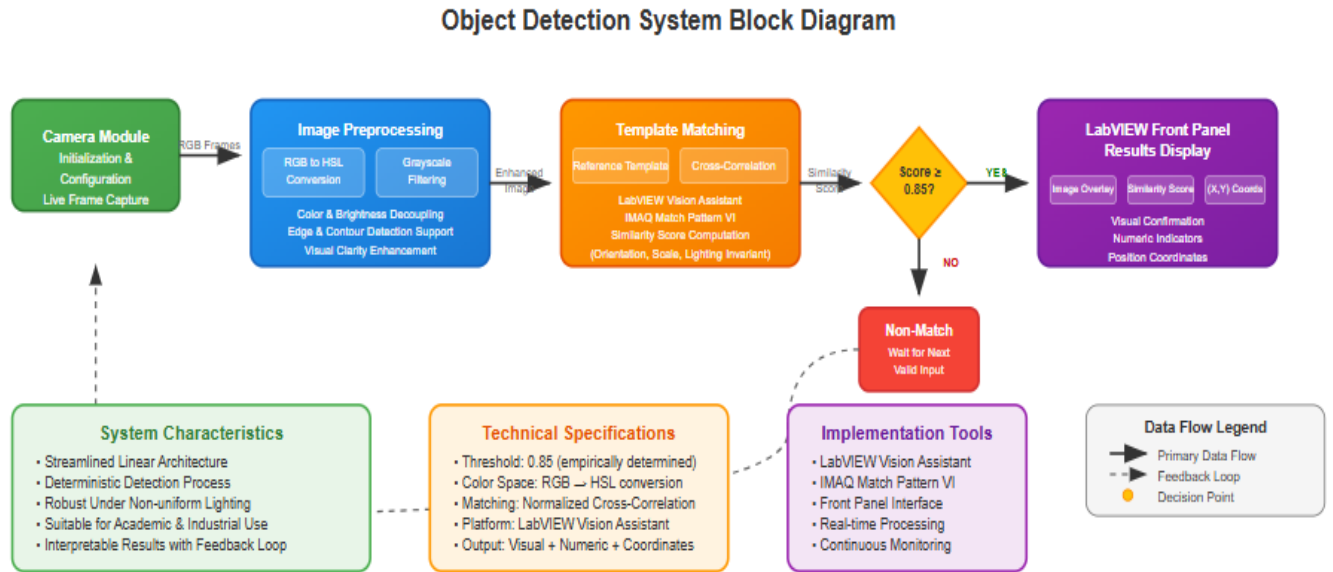 Object Detection System Block Diagram
Camera Module
Initialization &
Configuration
Live Frame Capture
RGB Frames
Image Preprocessing
RGB to HSL
Conversion
Grayscale
Filtering
Color & Brightness Decoupling
Edge & Contour Detection Support
Visual Clarity Enhancement
Enhanced
Image
Template Matching
Reference Template
Cross-Correlation
LabVIEW Vision Assistant
IMAQ Match Pattern VI
Similarity Score Computation
(Orientation, Scale, Lighting Invariant)
Similarity
Score
Score ≥
0.85?
YES
NO
LabVIEW Front Panel
Results Display
Image Overlay
Similarity Score
(X,Y) Coords
Visual Confirmation
Numeric Indicators
Position Coordinates
Non-Match
Wait for Next
Valid Input
System Characteristics
• Streamlined Linear Architecture
• Deterministic Detection Process
• Robust Under Non-uniform Lighting
• Suitable for Academic & Industrial Use
• Interpretable Results with Feedback Loop
Technical Specifications
• Threshold: 0.85 (empirically determined)
• Color Space: RGB → HSL conversion
• Matching: Normalized Cross-Correlation
• Platform: LabVIEW Vision Assistant
• Output: Visual + Numeric + Coordinates
Implementation Tools
• LabVIEW Vision Assistant
• IMAQ Match Pattern VI
• Front Panel Interface
• Real-time Processing
• Continuous Monitoring
Data Flow Legend
Primary Data Flow
Feedback Loop
Decision Point